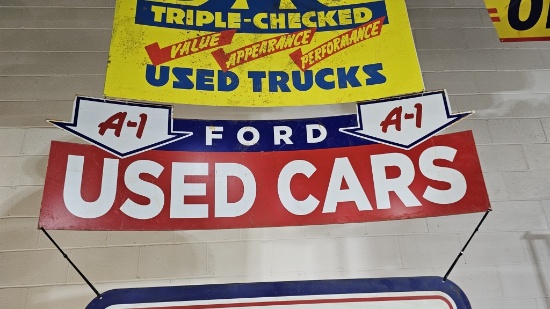 TRIPLE-CHECKED
VALUE APPEARANCE PERFORMANCE
USED TRUCKS
A-1 FORD A-1
USED CARS